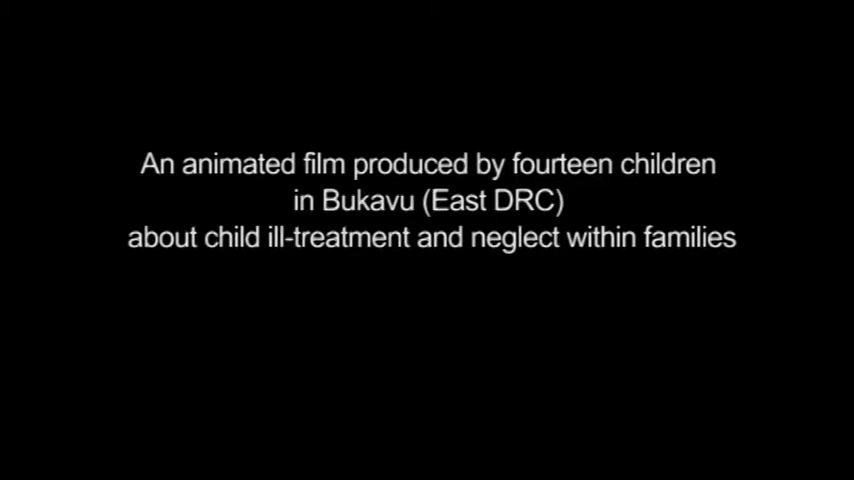 An animated film produced by fourteen children
in Bukavu (East DRC)
about child ill-treatment and neglect within families